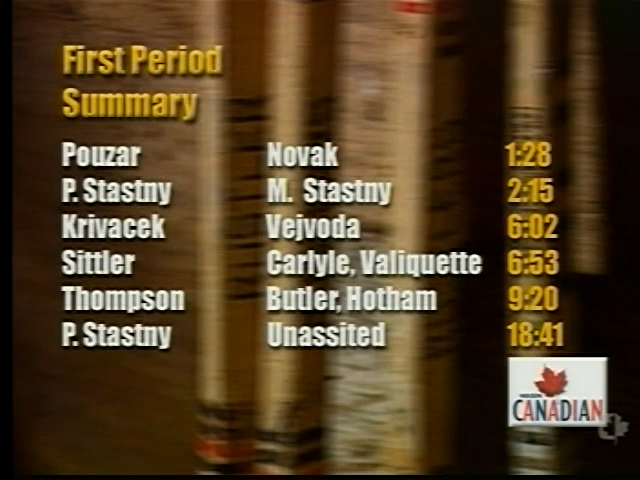 First Period
Summary
Pouzar Novak 1:28
P. Stastny M. Stastny 2:15
Krivacek Vejvoda 6:02
Sittler Carlyle, Valiquette 6:53
Thompson Butler, Hotham 9:20
P. Stastny Unassited 18:41
CANADIAN